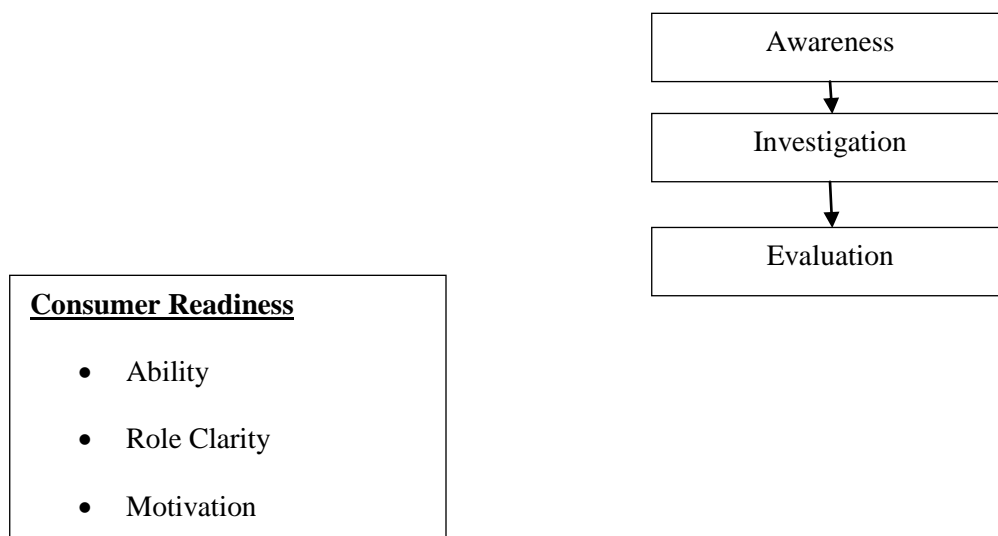 Awareness
Investigation
Evaluation
Consumer Readiness
• Ability
• Role Clarity
• Motivation